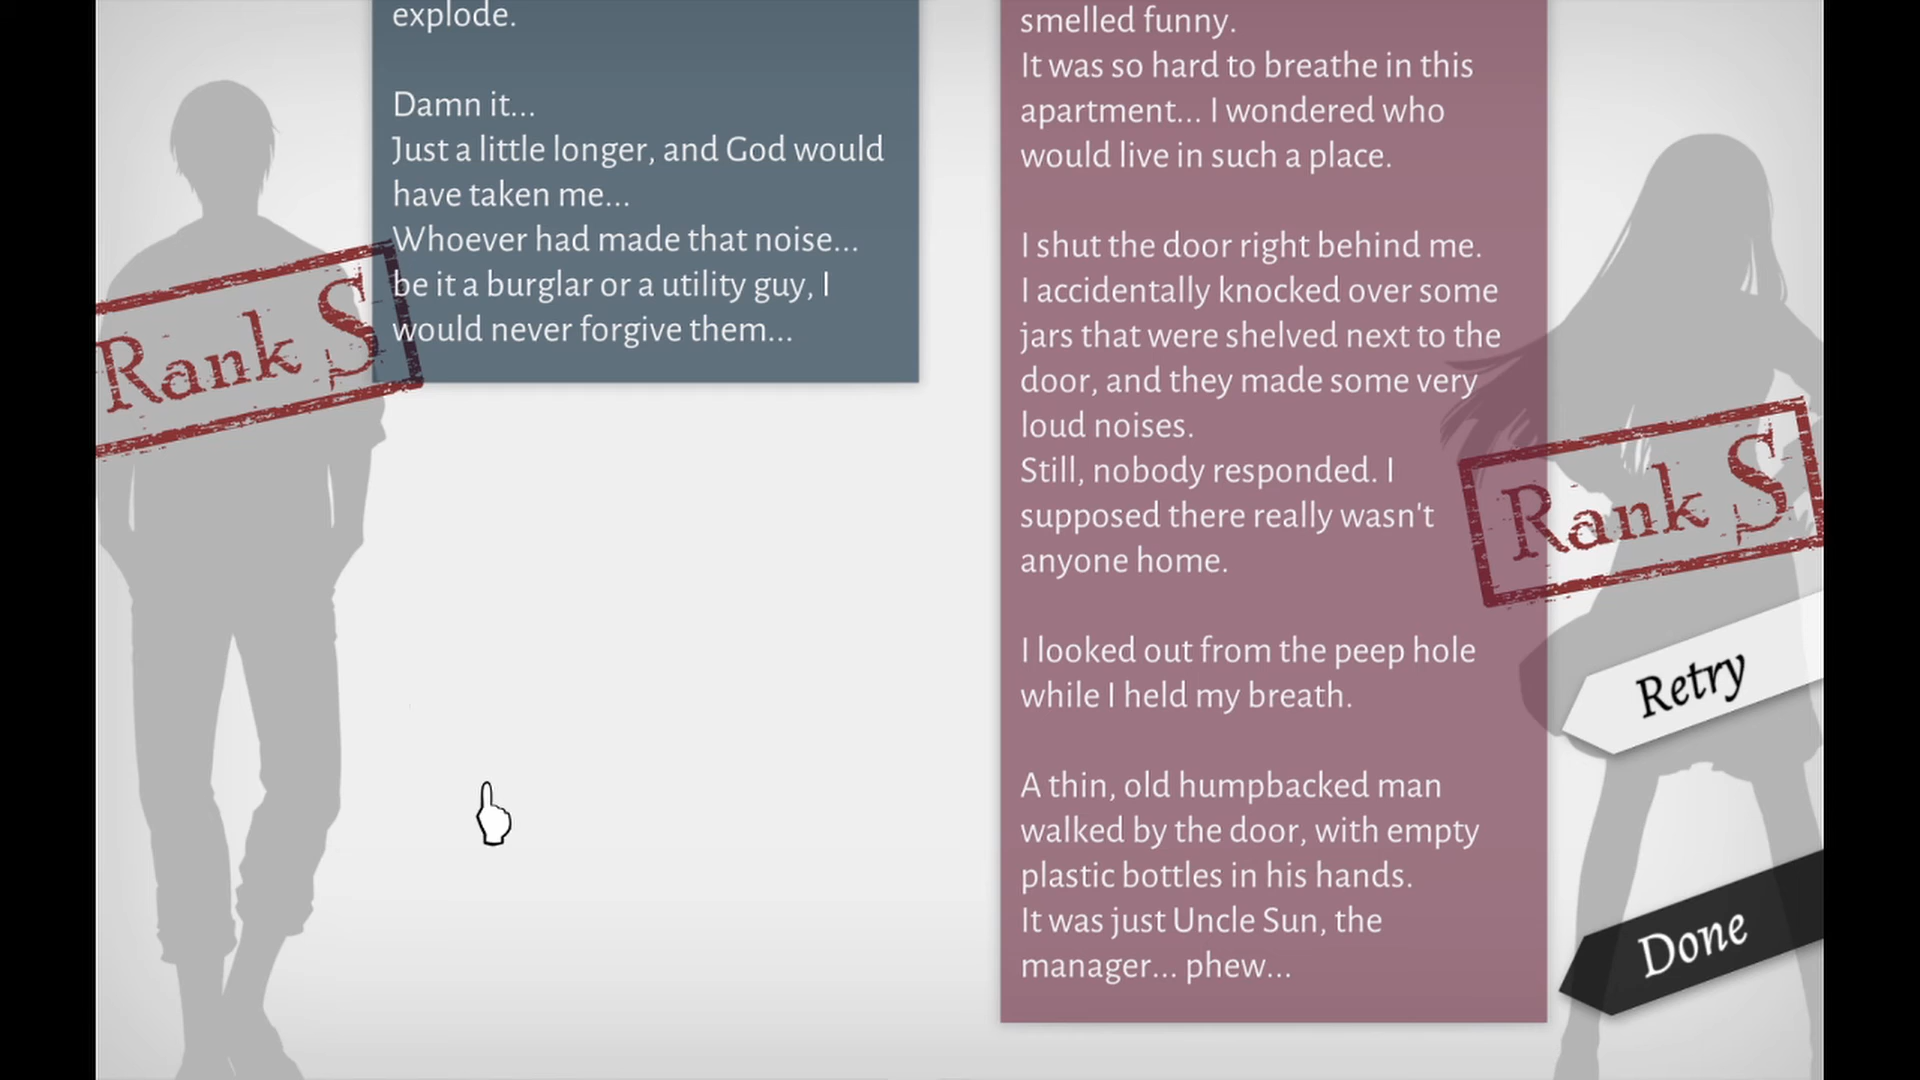 explode.
Damn it...
Just a little longer, and God would
have taken me...
Whoever had made that noise...
be it a burglar or a utility guy, I
would never forgive them...
Rank S
smelled funny.
It was so hard to breathe in this
apartment... I wondered who
would live in such a place.
I shut the door right behind me.
I accidentally knocked over some
jars that were shelved next to the
door, and they made some very
loud noises.
Still, nobody responded. I
supposed there really wasn't
anyone home.
I looked out from the peep hole
while I held my breath.
A thin, old humpbacked man
walked by the door, with empty
plastic bottles in his hands.
It was just Uncle Sun, the
manager... phew...
Rank S
Retry
Done